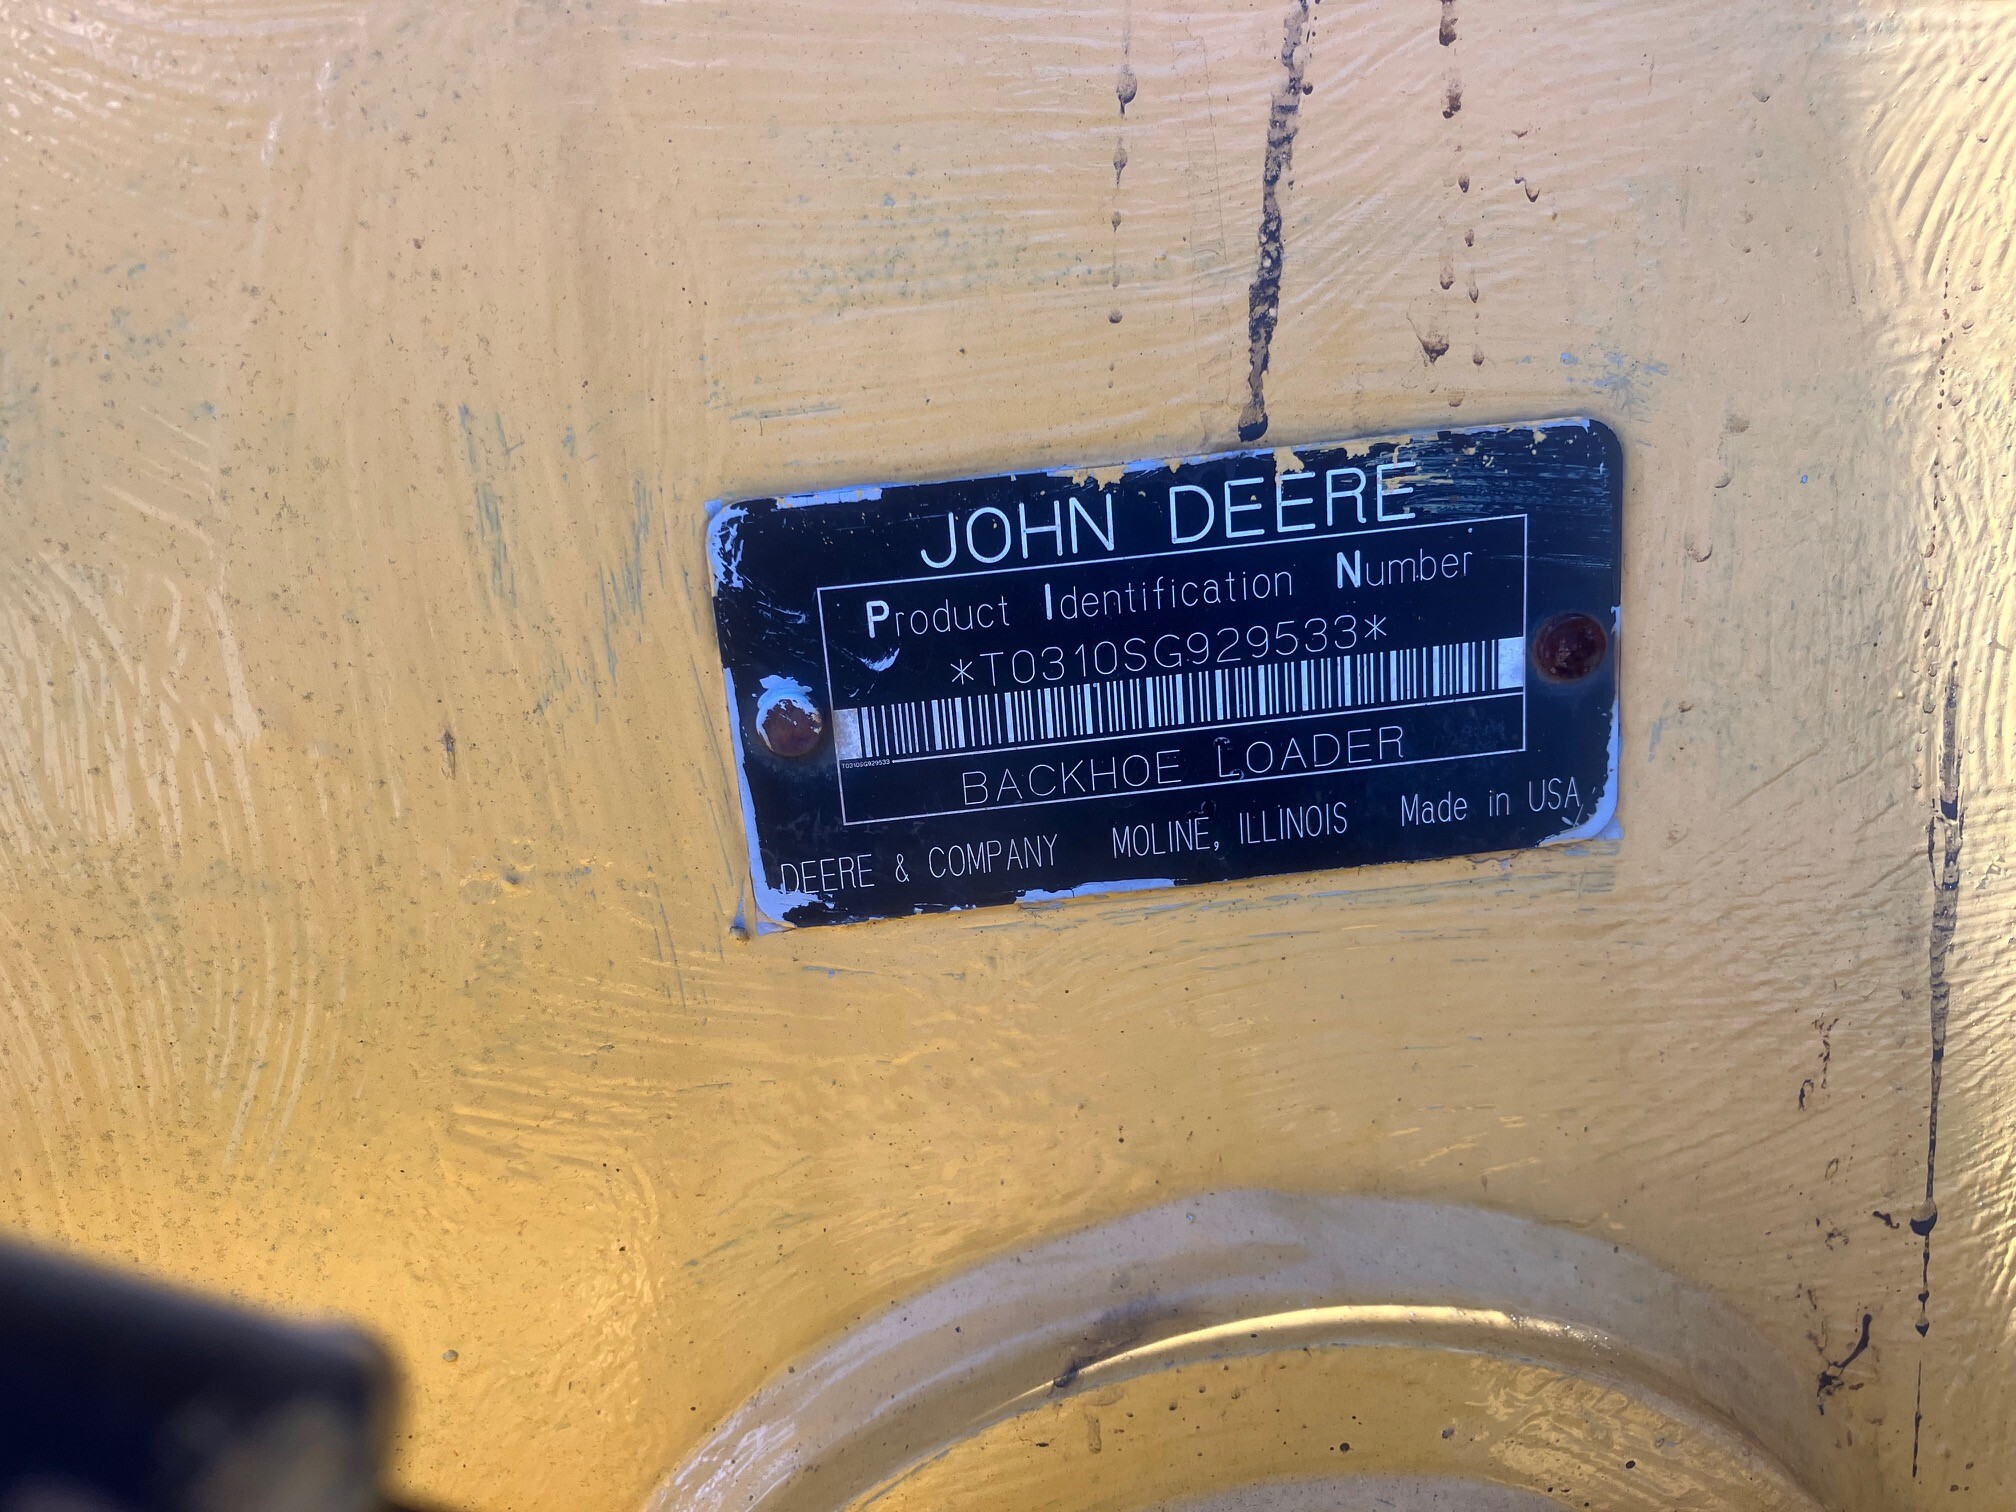 JOHN DEERE
Product Identification Number
*T0310SG929533*
T0310SG929533
BACKHOE LOADER
DEERE & COMPANY MOLINE, ILLINOIS Made in USA